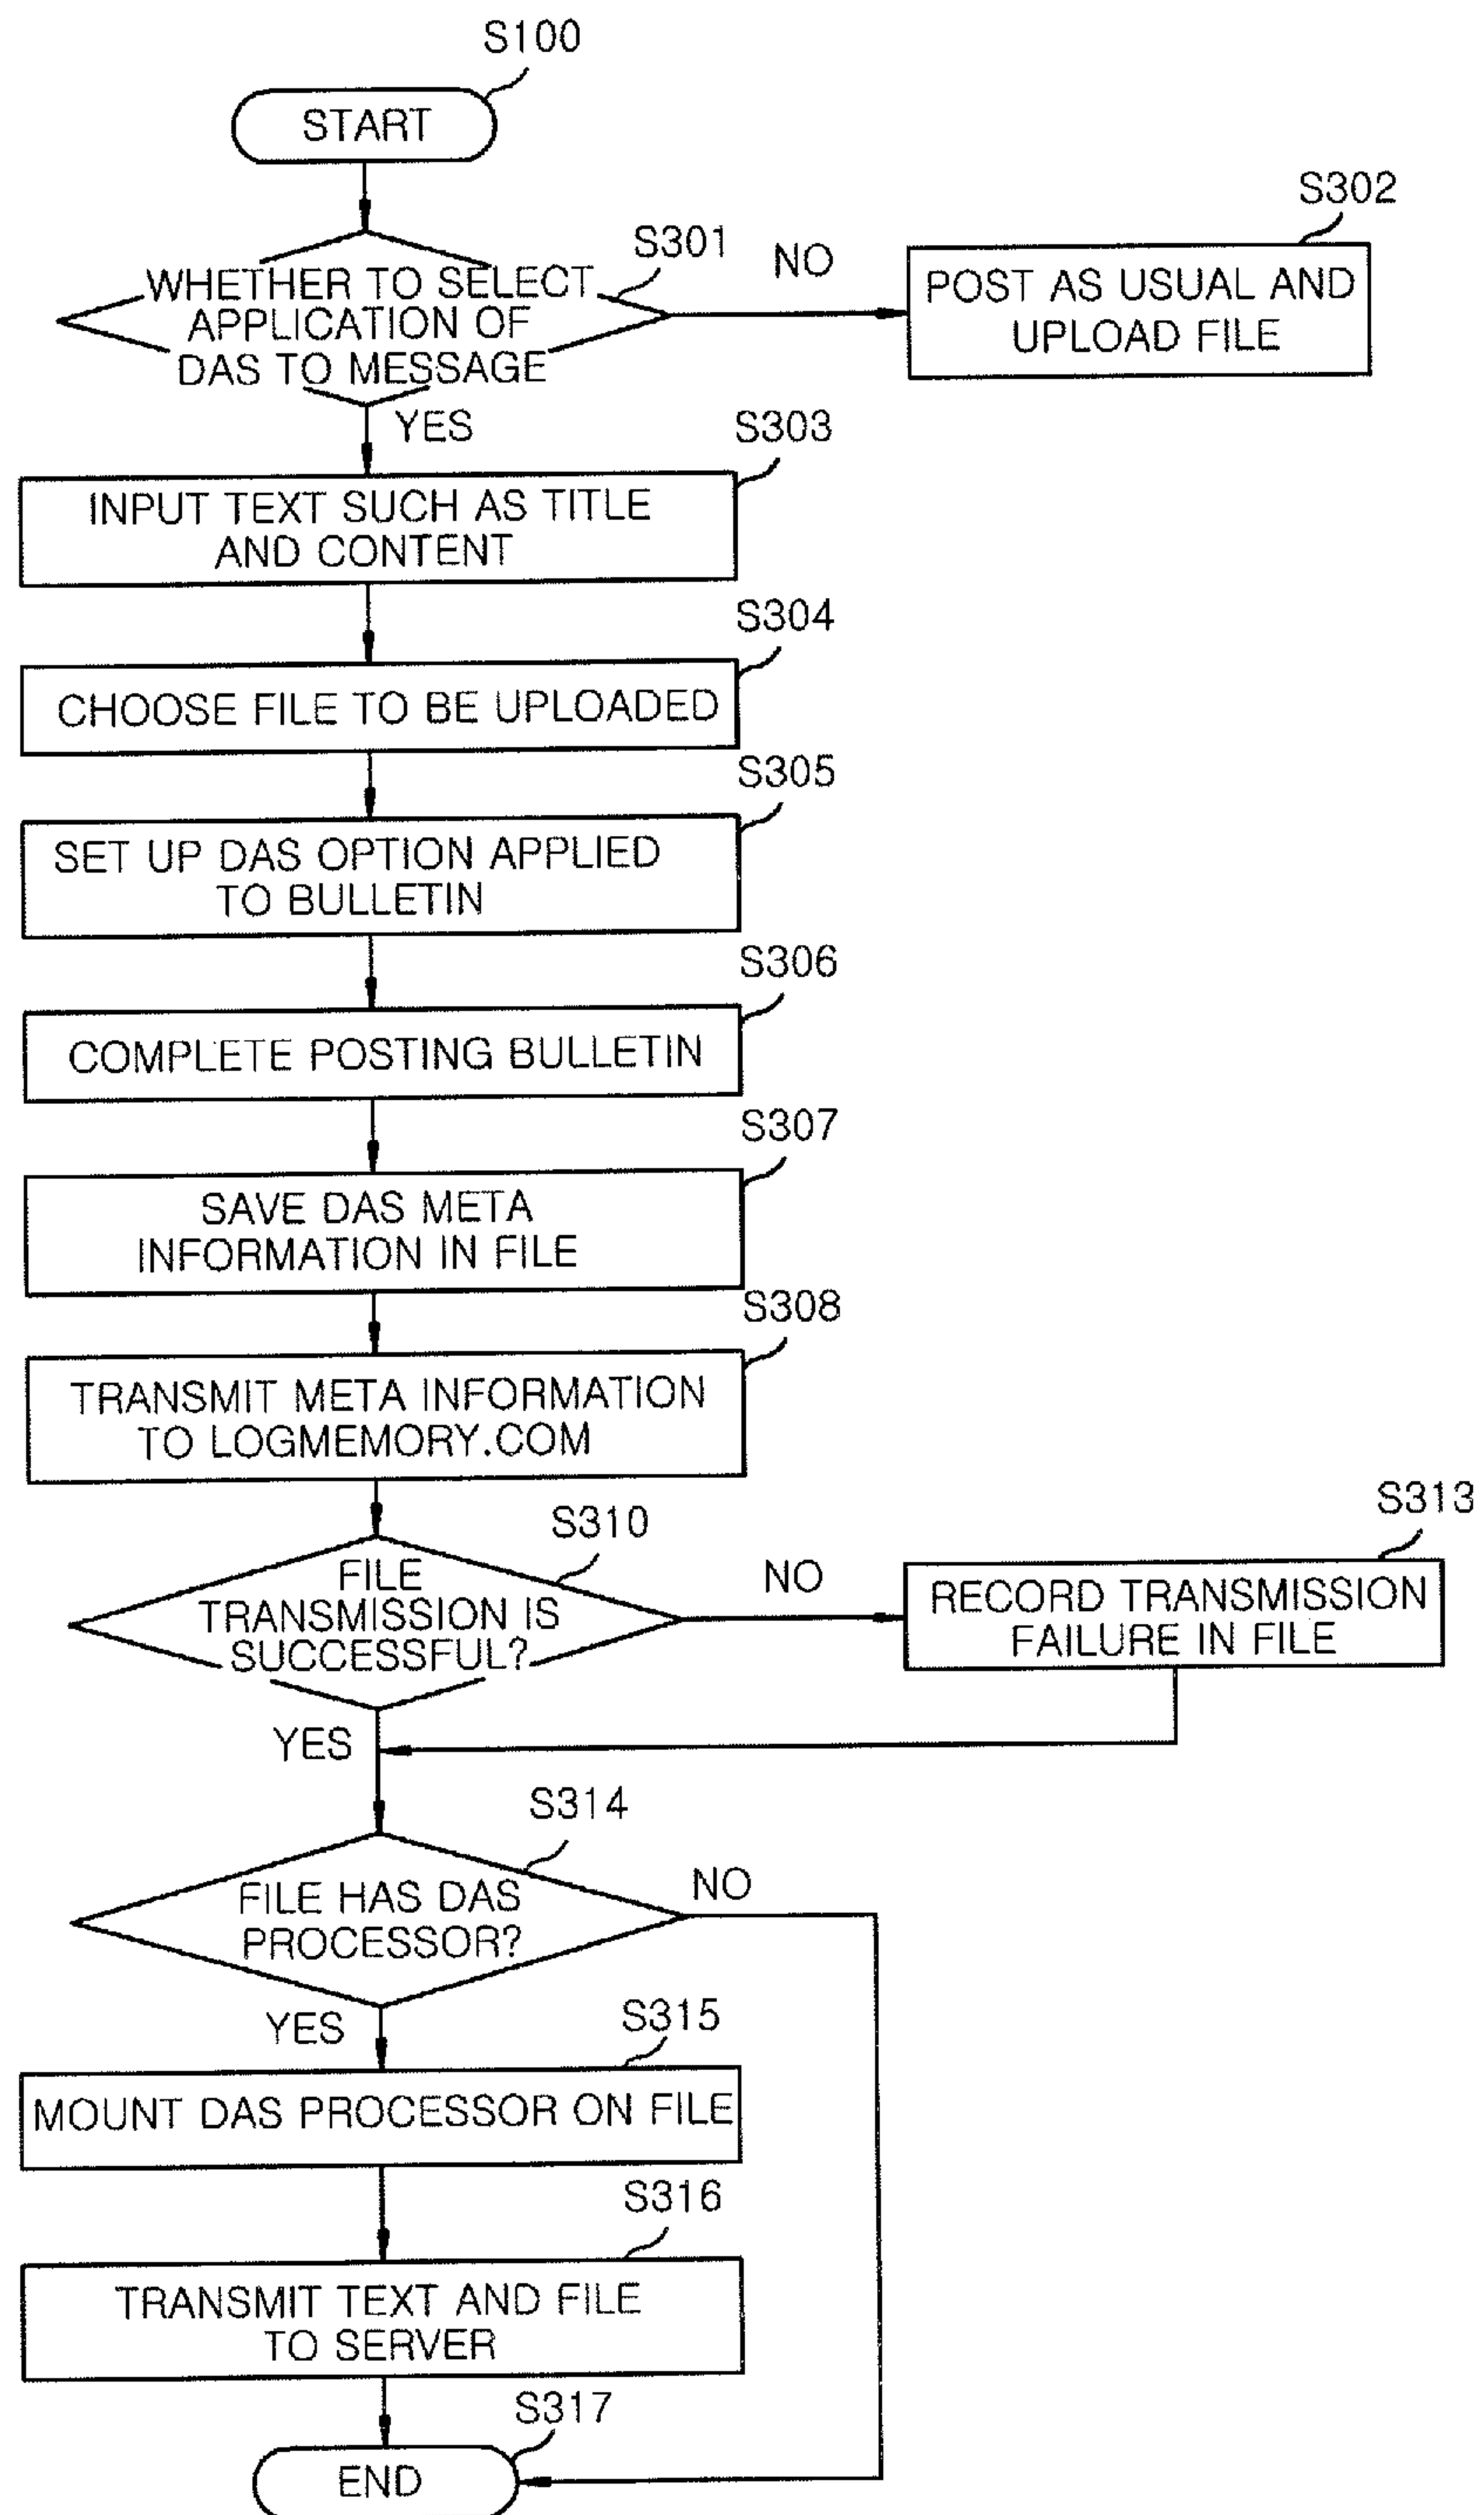 S100
START
S301
NO
S302
WHETHER TO SELECT
APPLICATION OF
DAS TO MESSAGE
POST AS USUAL AND
UPLOAD FILE
YES
S303
INPUT TEXT SUCH AS TITLE
AND CONTENT
S304
CHOOSE FILE TO BE UPLOADED
S305
SET UP DAS OPTION APPLIED
TO BULLETIN
S306
COMPLETE POSTING BULLETIN
S307
SAVE DAS META
INFORMATION IN FILE
S308
TRANSMIT META INFORMATION
TO LOGMEMORY.COM
S310
NO
S313
FILE
TRANSMISSION IS
SUCCESSFUL?
RECORD TRANSMISSION
FAILURE IN FILE
YES
S314
NO
FILE HAS DAS
PROCESSOR?
YES
S315
MOUNT DAS PROCESSOR ON FILE
S316
TRANSMIT TEXT AND FILE
TO SERVER
S317
END